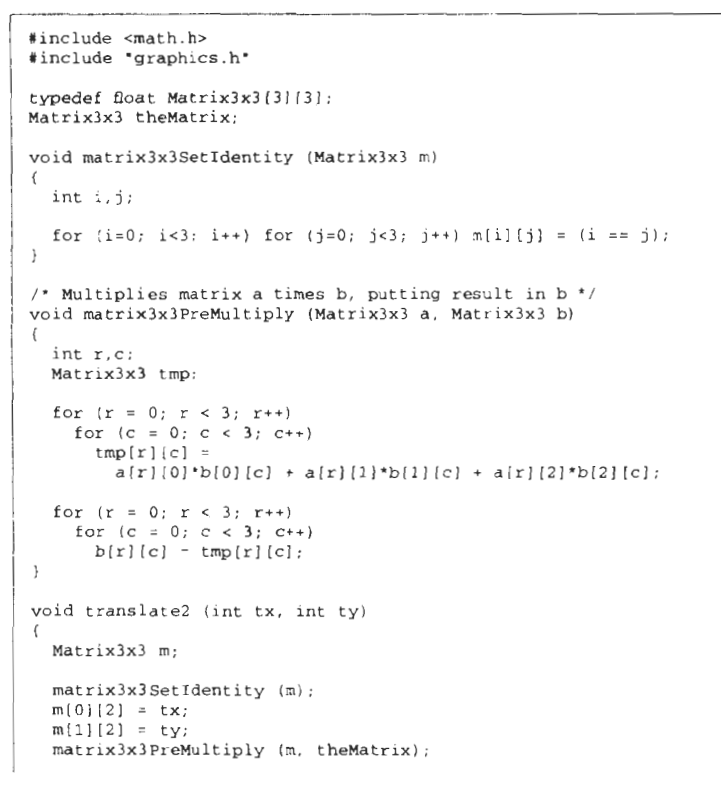 #include <math.h>
#include "graphics.h"
typedef float Matrix3x3[3][3];
Matrix3x3 theMatrix;
void matrix3x3SetIdentity (Matrix3x3 m)
{
int i,j;
for (i=0; i<3; i++) for (j=0; j<3; j++) m[i][j] = (i == j);
}
/* Multiplies matrix a times b, putting result in b */
void matrix3x3PreMultiply (Matrix3x3 a, Matrix3x3 b)
{
int r,c;
Matrix3x3 tmp:
for (r = 0; r < 3; r++)
for (c = 0; c < 3; c++)
tmp[r][c] =
a[r][0]*b[0][c] + a[r][1]*b[1][c] + a[r][2]*b[2][c];
for (r = 0; r < 3; r++)
for (c = 0; c < 3; c++)
b[r][c] - tmp[r][c];
}
void translate2 (int tx, int ty)
{
Matrix3x3 m;
matrix3x3SetIdentity (m);
m[0][2] = tx;
m[1][2] = ty;
matrix3x3PreMultiply (m, theMatrix);